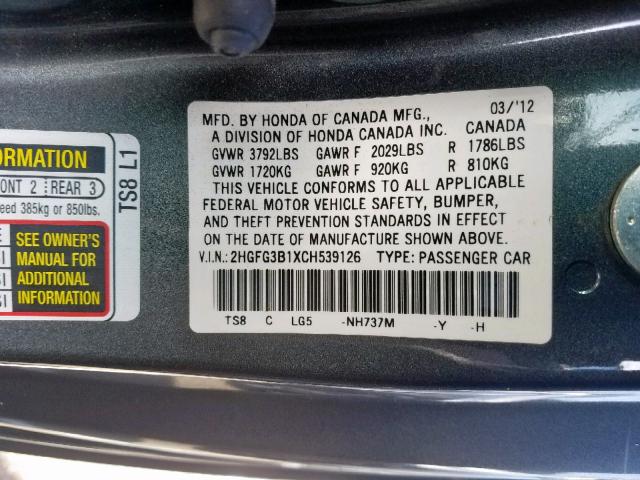 MFD. BY HONDA OF CANADA MFG., 03/'12
A DIVISION OF HONDA CANADA INC. CANADA
GVWR 3792LBS GAWR F 2029LBS R 1786LBS
GVWR 1720KG GAWR F 920KG R 810KG
THIS VEHICLE CONFORMS TO ALL APPLICABLE
FEDERAL MOTOR VEHICLE SAFETY, BUMPER,
AND THEFT PREVENTION STANDARDS IN EFFECT
ON THE DATE OF MANUFACTURE SHOWN ABOVE.
V.I.N.: 2HGFG3B1XCH539126 TYPE: PASSENGER CAR
TS8 C LG5 -NH737M -Y -H
TS8 L1
2 REAR 3
385kg or 850lbs.
SEE OWNER'S
MANUAL FOR
ADDITIONAL
INFORMATION